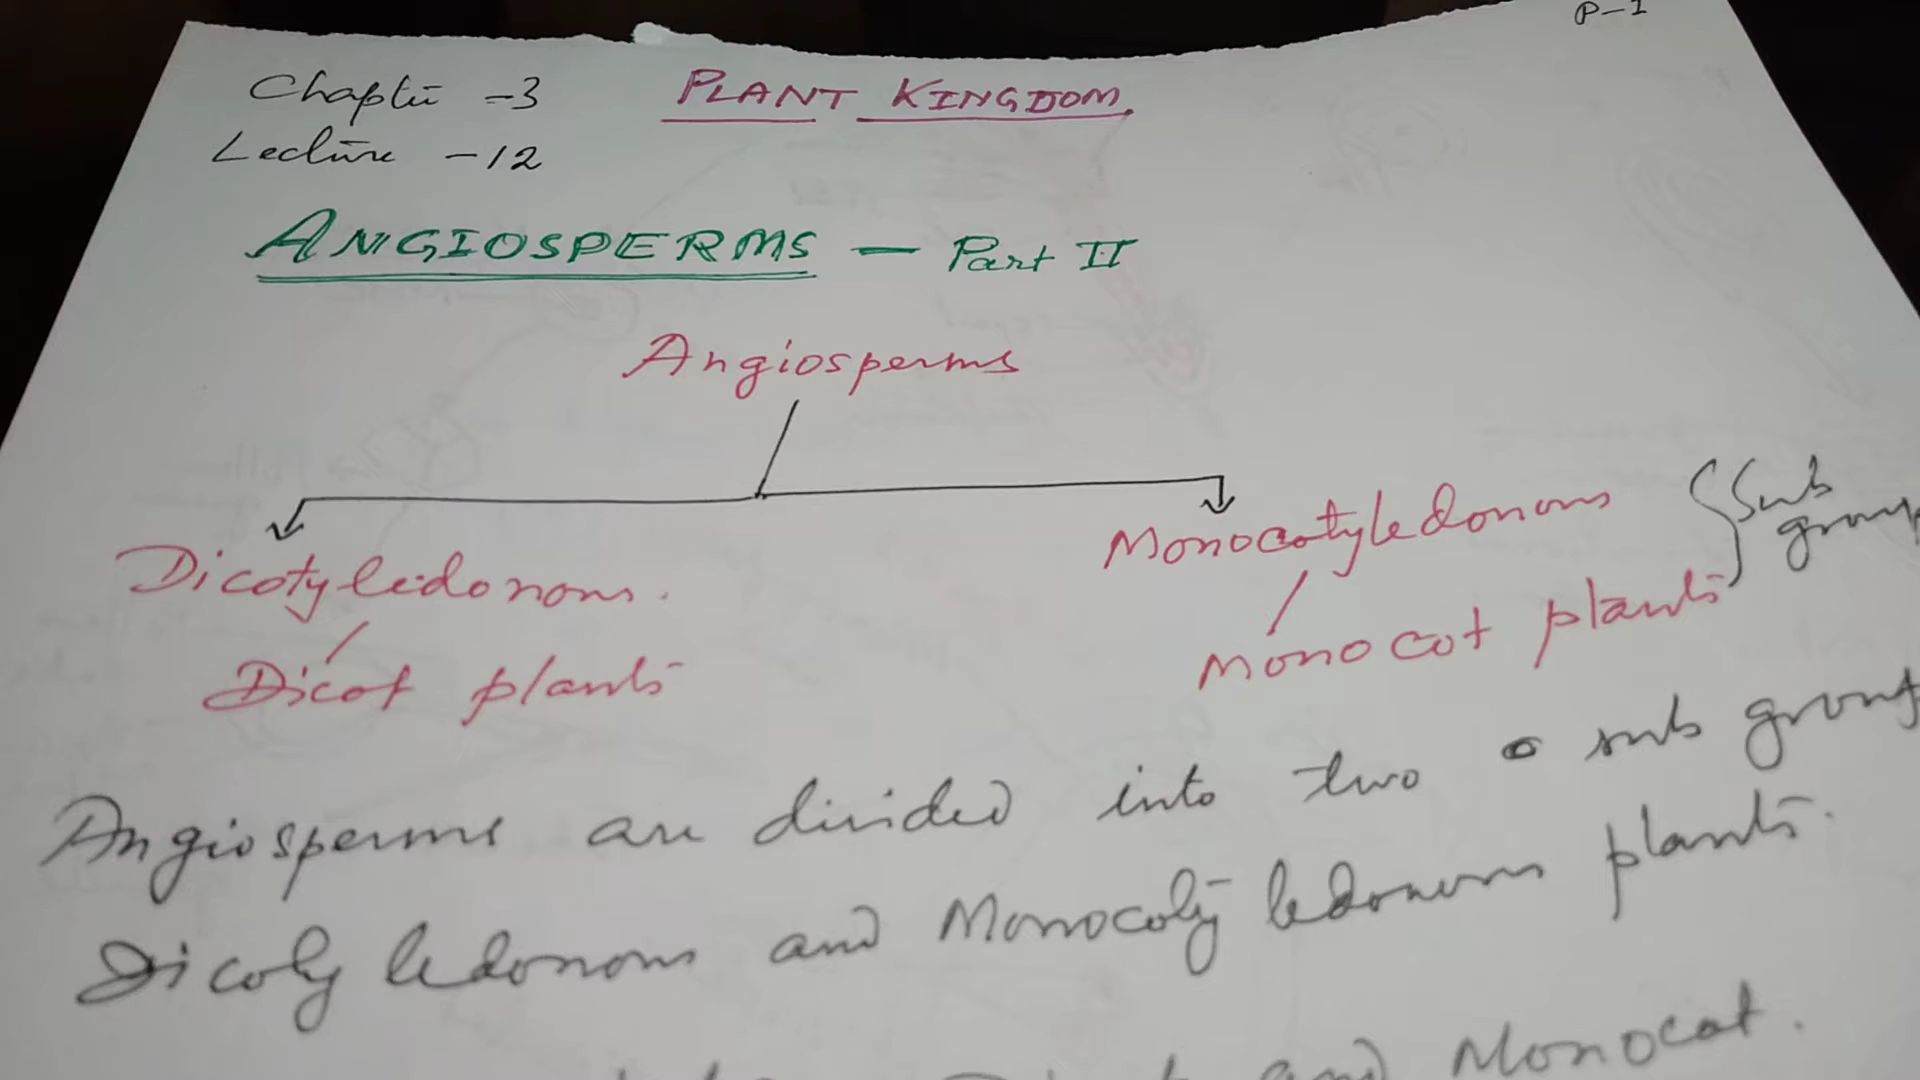 P-1
Chapter -3 PLANT KINGDOM.
Lecture -12
ANGIOSPERMS - Part II
Angiosperms
Dicotyledonous.
Monocotyledonous
Sub
group
Dicot plants
Monocot plants
Angiosperms are divided into two sub group
Dicotyledonous and Monocotyledonous plants.
and Monocot.